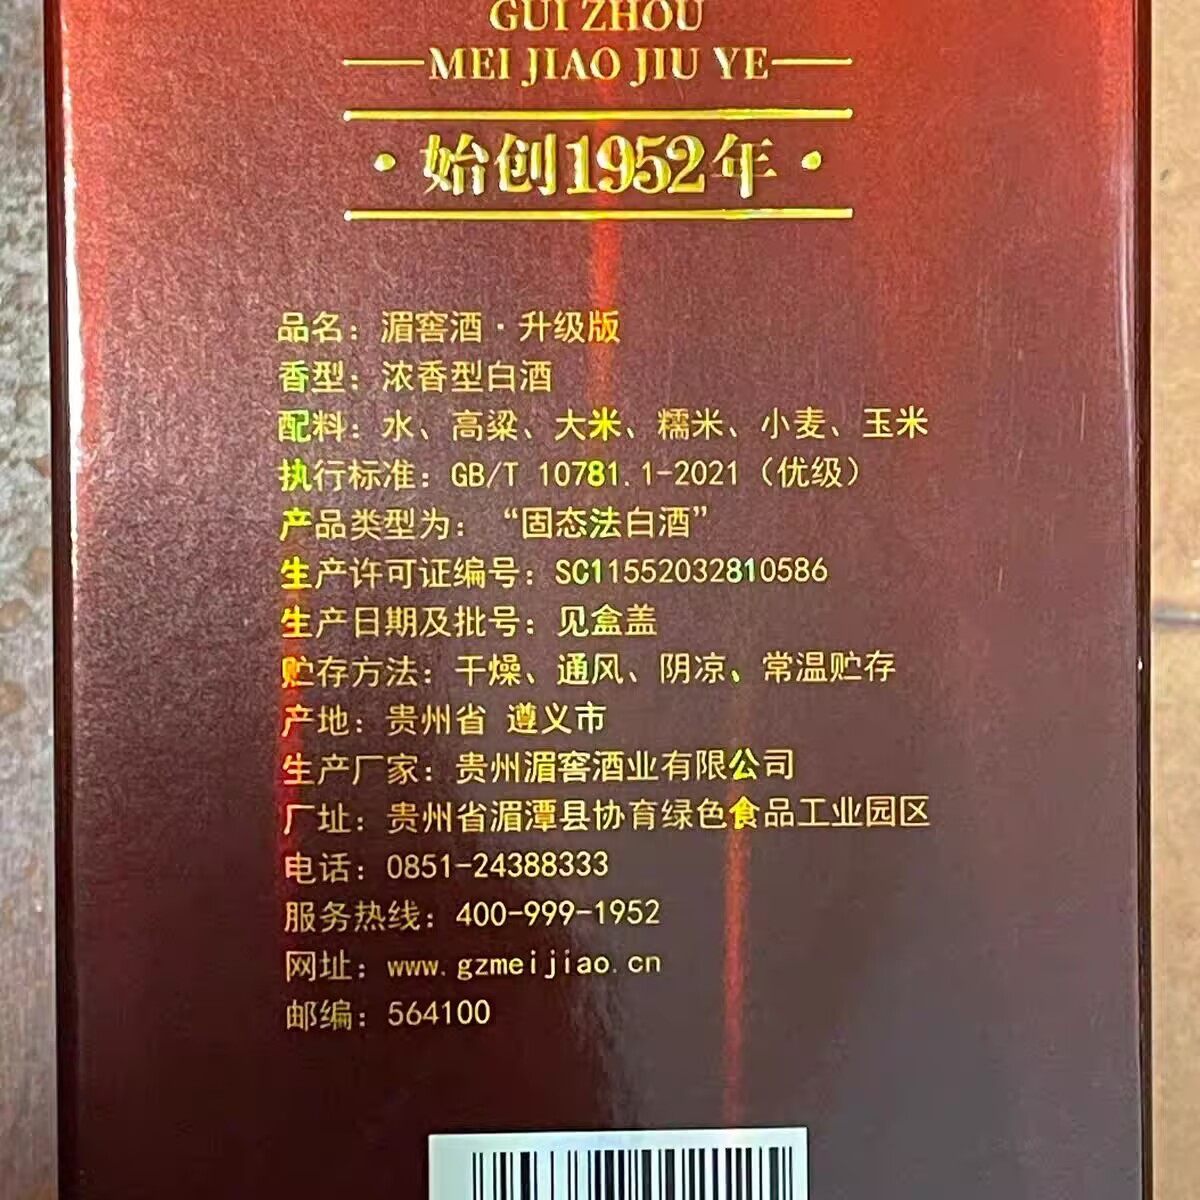 GUI ZHOU
MEI JIAO JIU YE
·始创1952年·
品名：湄窖酒·升级版
香型：浓香型白酒
配料：水、高粱、大米、糯米、小麦、玉米
执行标准：GB/T 10781.1-2021（优级）
产品类型为：“固态法白酒”
生产许可证编号：SC11552032810586
生产日期及批号：见盒盖
贮存方法：干燥、通风、阴凉、常温贮存
产地：贵州省 遵义市
生产厂家：贵州湄窖酒业有限公司
厂址：贵州省湄潭县协育绿色食品工业园区
电话：0851-24388333
服务热线：400-999-1952
网址：www.gzmeijiao.cn
邮编：564100